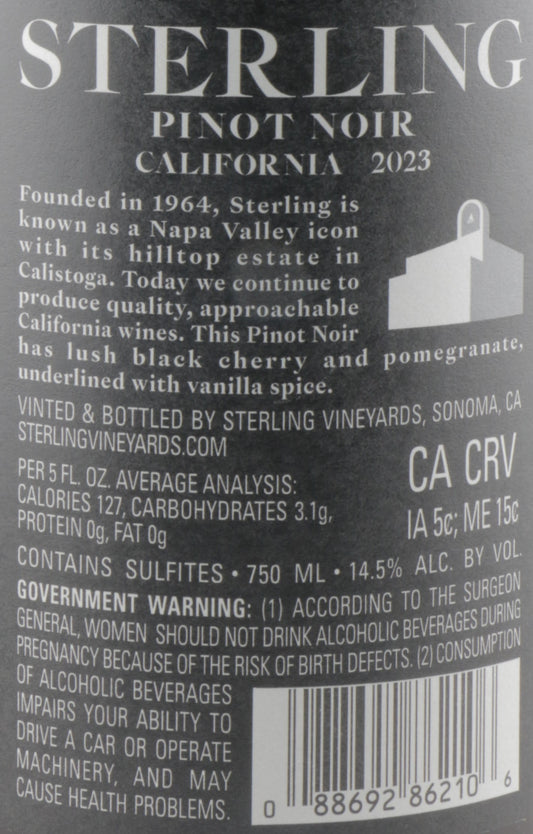 STERLING
PINOT NOIR
CALIFORNIA 2023
Founded in 1964, Sterling is
known as a Napa Valley icon
with its hilltop estate in
Calistoga. Today we continue to
produce quality, approachable
California wines. This Pinot Noir
has lush black cherry and pomegranate,
underlined with vanilla spice.
VINTED & BOTTLED BY STERLING VINEYARDS, SONOMA, CA
STERLINGVINEYARDS.COM
PER 5 FL. OZ. AVERAGE ANALYSIS:
CALORIES 127, CARBOHYDRATES 3.1g,
PROTEIN 0g, FAT 0g
CA CRV
IA 5¢; ME 15¢
CONTAINS SULFITES • 750 ML • 14.5% ALC. BY VOL.
GOVERNMENT WARNING: (1) ACCORDING TO THE SURGEON
GENERAL, WOMEN SHOULD NOT DRINK ALCOHOLIC BEVERAGES DURING
PREGNANCY BECAUSE OF THE RISK OF BIRTH DEFECTS. (2) CONSUMPTION
OF ALCOHOLIC BEVERAGES
IMPAIRS YOUR ABILITY TO
DRIVE A CAR OR OPERATE
MACHINERY, AND MAY
CAUSE HEALTH PROBLEMS.
0 88692 86210 6